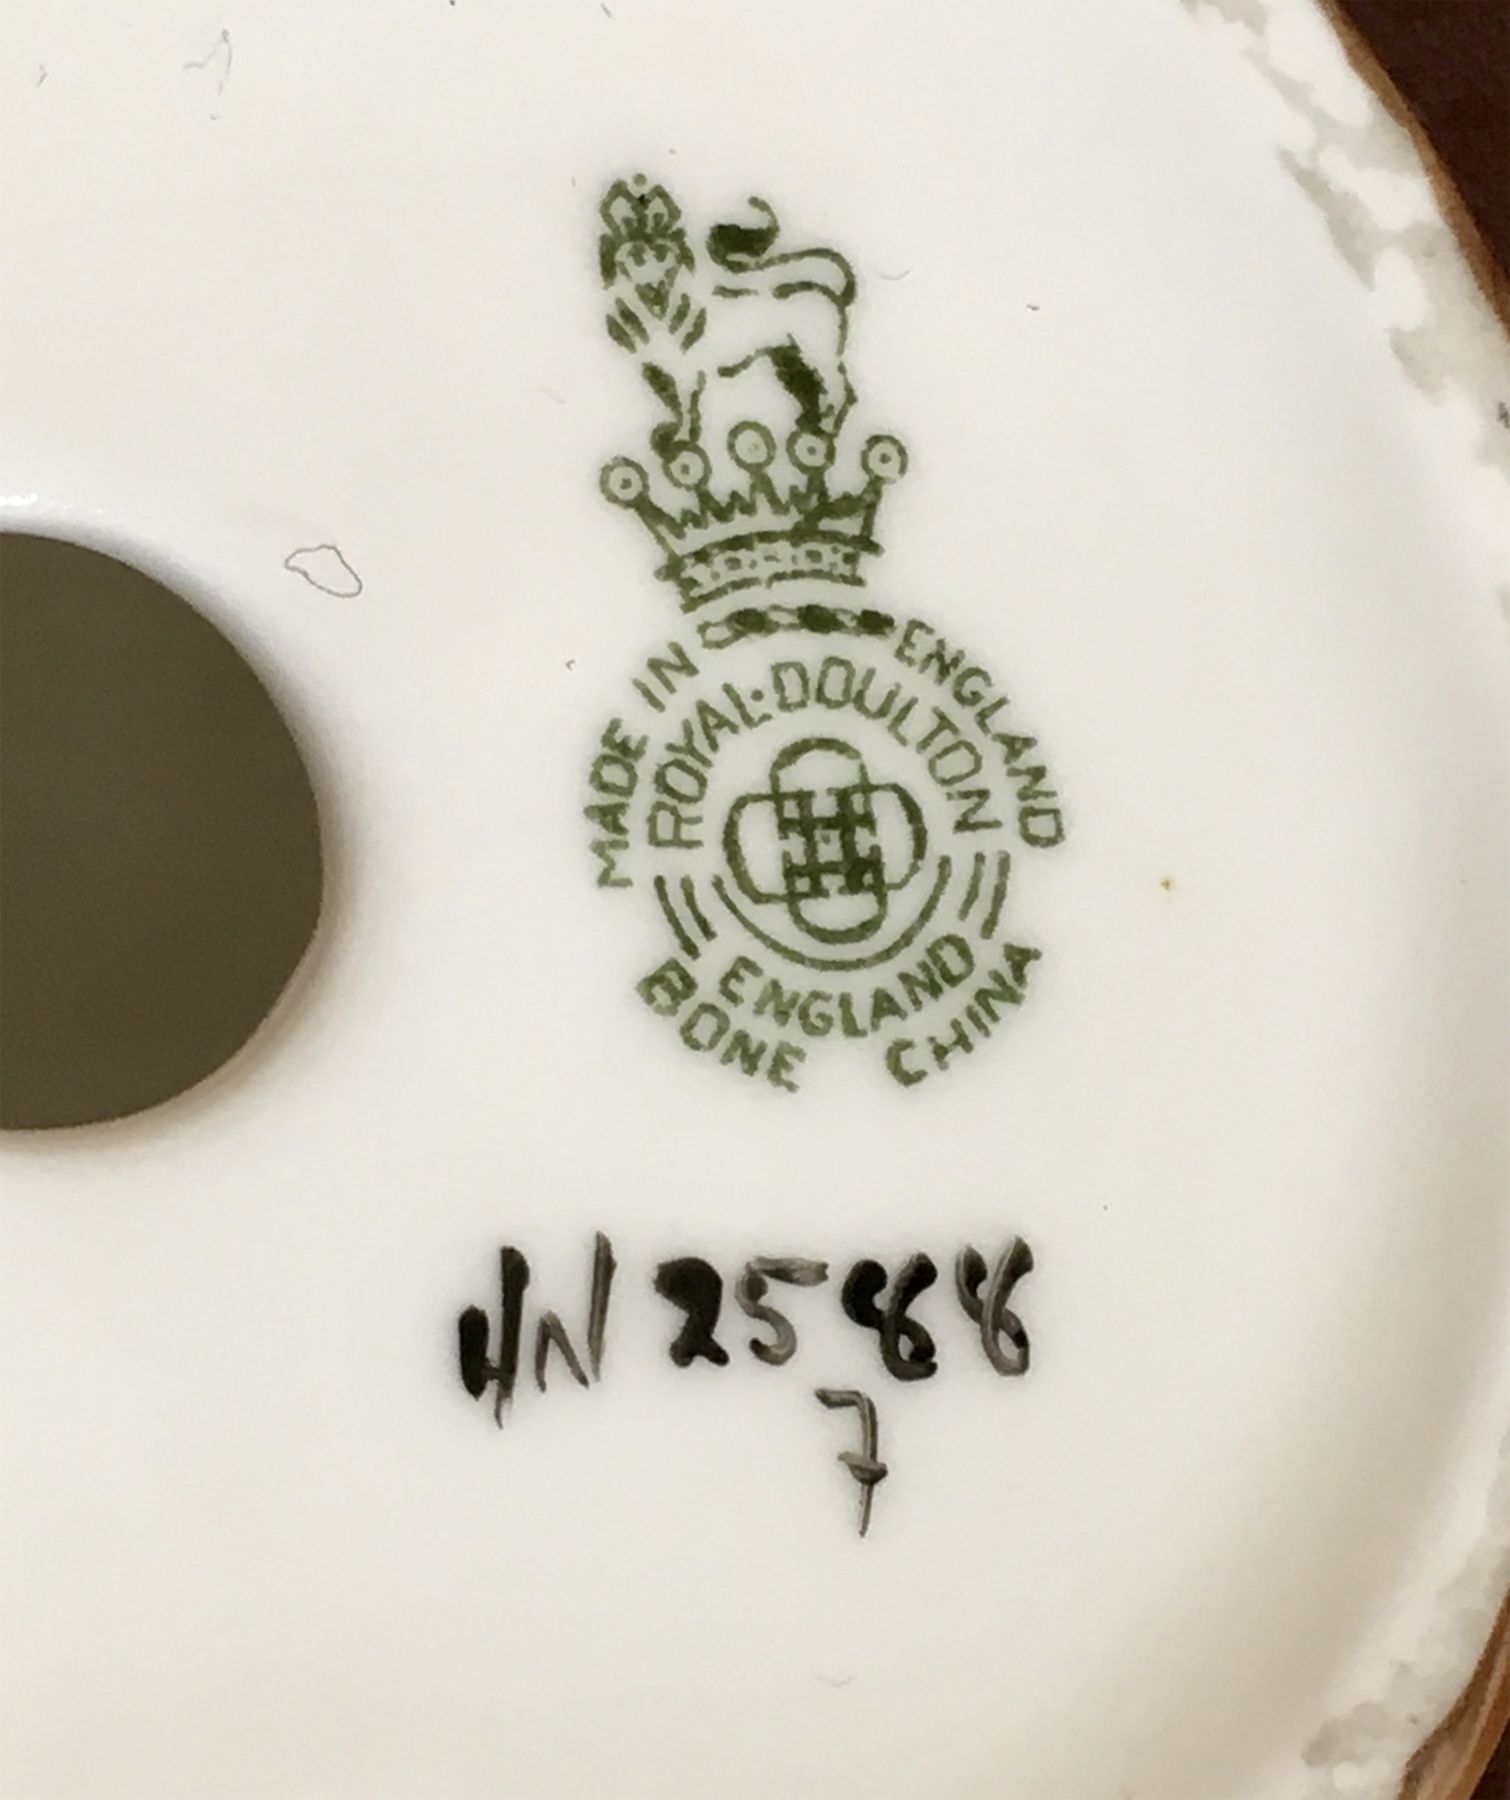 MADE IN ENGLAND
ROYAL·DOULTON
ENGLAND
BONE CHINA
HN 2588
7